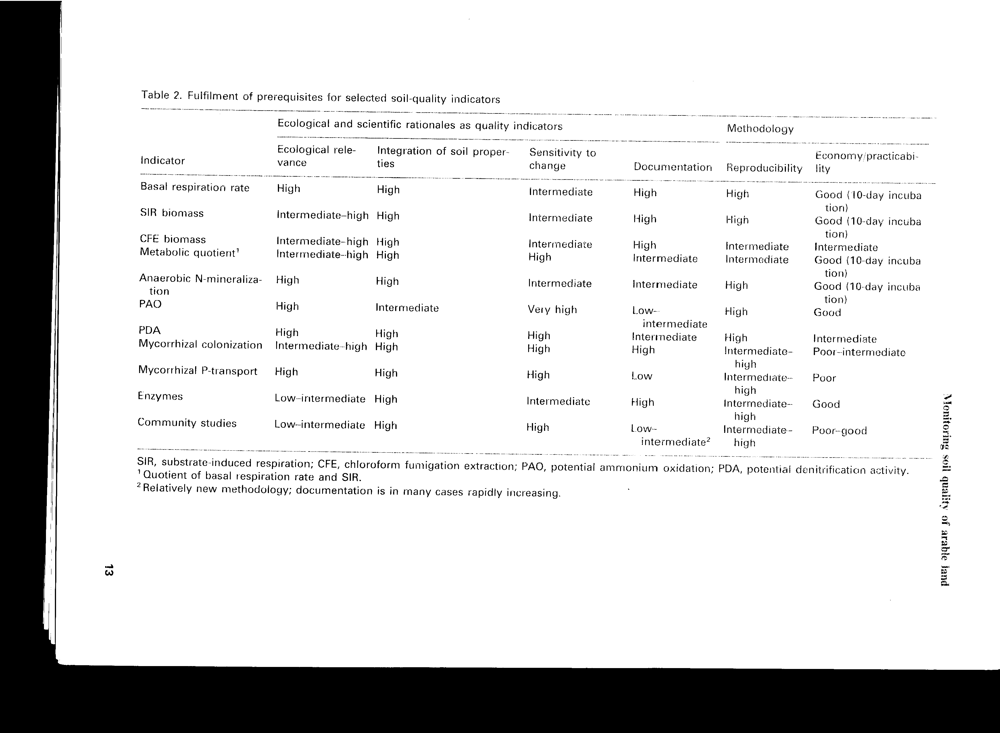 Table 2. Fulfilment of prerequisites for selected soil-quality indicators
Ecological and scientific rationales as quality indicators Methodology
Indicator Ecological rele- Integration of soil proper- Sensitivity to Documentation Reproducibility Economy/practicabi-
vance ties change lity
Basal respiration rate High High Intermediate High High Good (10-day incuba
tion)
SIR biomass Intermediate–high High Intermediate High High Good (10-day incuba
tion)
CFE biomass Intermediate–high High Intermediate High Intermediate Intermediate
Metabolic quotient¹ Intermediate–high High High Intermediate Intermediate Good (10-day incuba
tion)
Anaerobic N-mineraliza- High High Intermediate Intermediate High Good (10-day incuba
tion tion)
PAO High Intermediate Very high Low– High Good
intermediate
PDA High High High Intermediate High Intermediate
Mycorrhizal colonization Intermediate–high High High High Intermediate– Poor–intermediate
high
Mycorrhizal P-transport High High High Low Intermediate– Poor
high
Enzymes Low–intermediate High Intermediate High Intermediate– Good
high
Community studies Low–intermediate High High Low– Intermediate– Poor–good
intermediate² high
SIR, substrate-induced respiration; CFE, chloroform fumigation extraction; PAO, potential ammonium oxidation; PDA, potential denitrification activity.
¹ Quotient of basal respiration rate and SIR.
² Relatively new methodology; documentation is in many cases rapidly increasing.
Monitoring soil quality of arable land
13